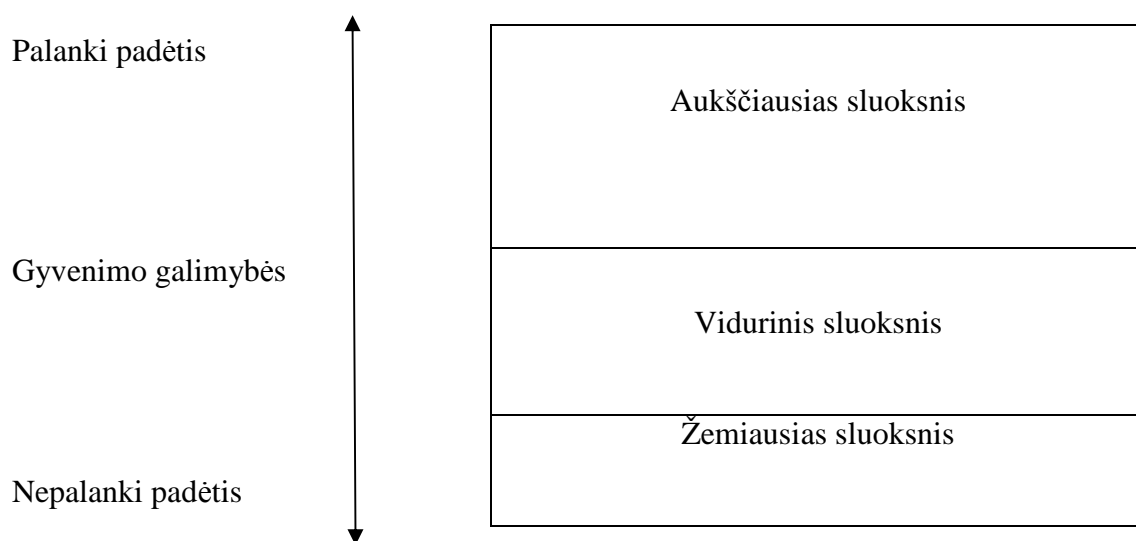 Palanki padėtis
Aukščiausias sluoksnis
Gyvenimo galimybės
Vidurinis sluoksnis
Žemiausias sluoksnis
Nepalanki padėtis